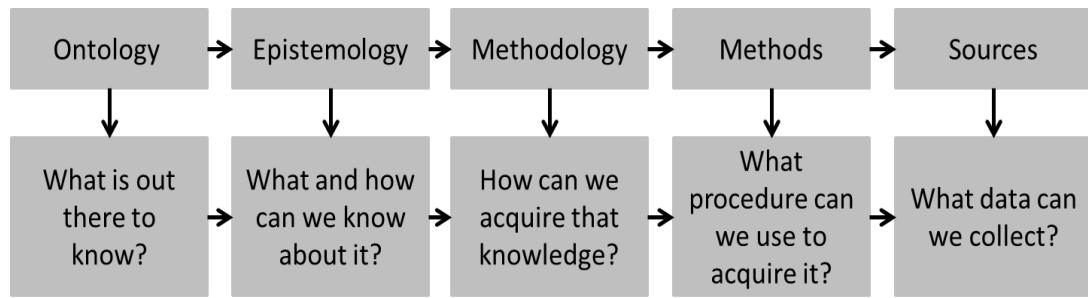 Ontology
Epistemology
Methodology
Methods
Sources
What is out
there to
know?
What and how
can we know
about it?
How can we
acquire that
knowledge?
What
procedure can
we use to
acquire it?
What data can
we collect?